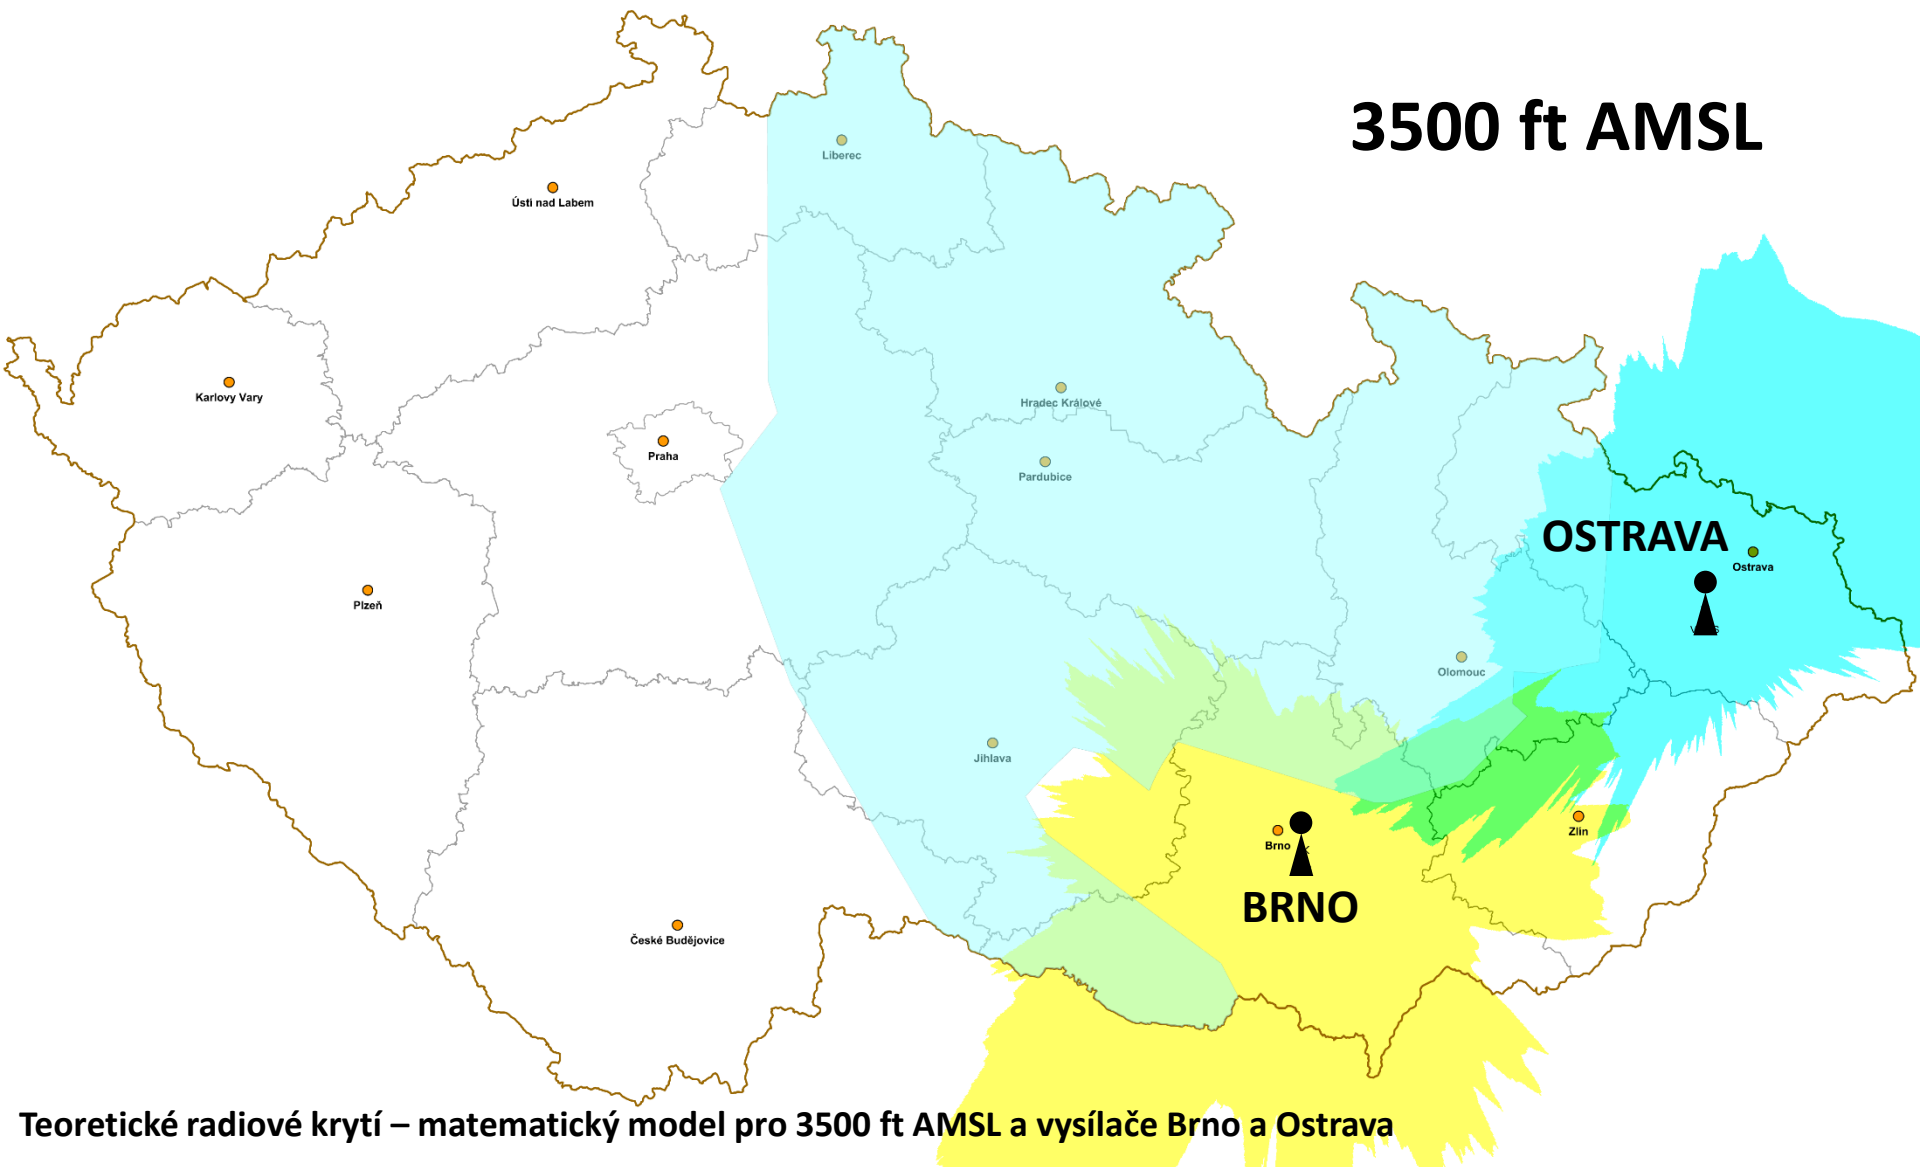 3500 ft AMSL
Liberec
Ústí nad Labem
Karlovy Vary
Hradec Králové
Praha
Pardubice
OSTRAVA
Ostrava
Plzeň
Olomouc
Jihlava
Zlín
Brno
BRNO
České Budějovice
Teoretické radiové krytí – matematický model pro 3500 ft AMSL a vysílače Brno a Ostrava